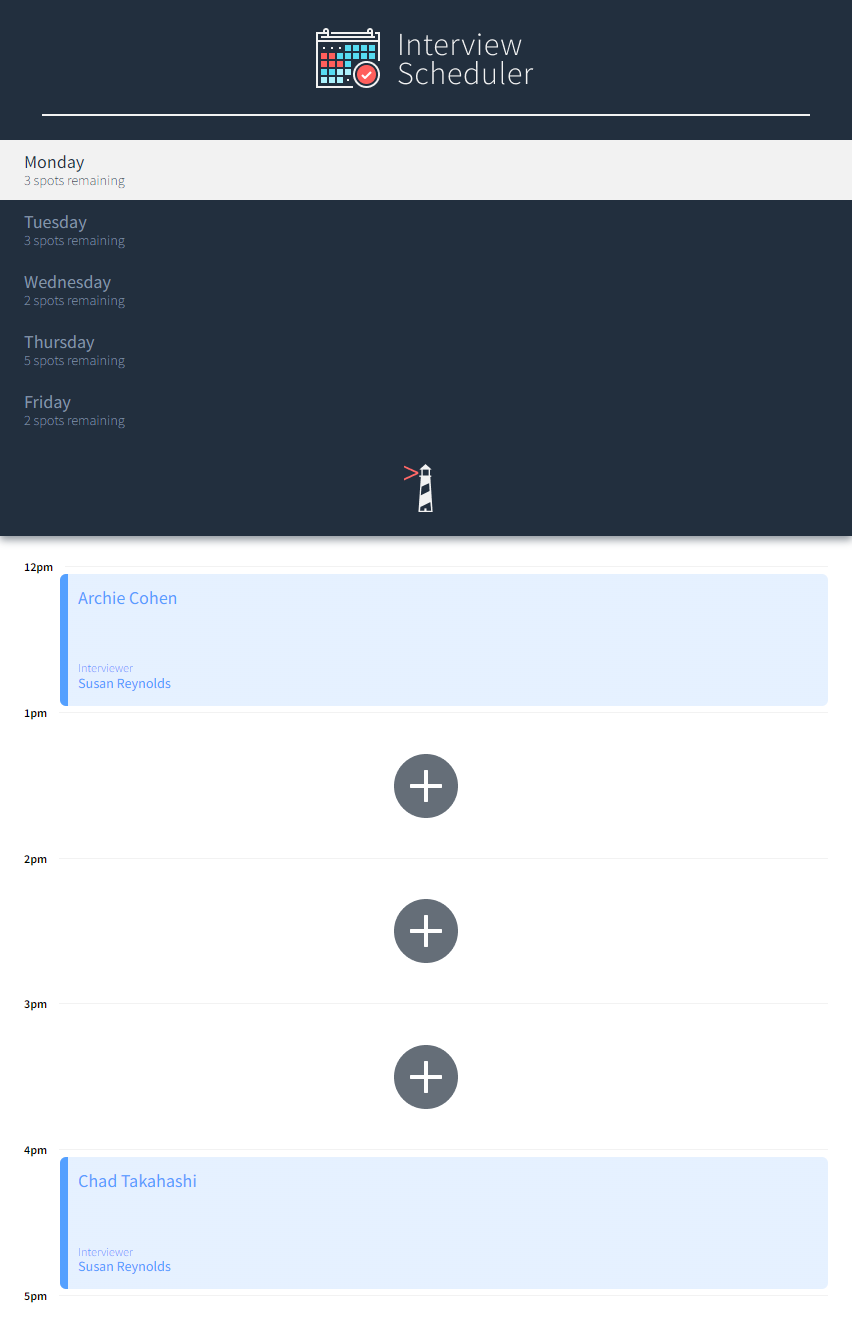 Interview
Scheduler
Monday
3 spots remaining
Tuesday
3 spots remaining
Wednesday
2 spots remaining
Thursday
5 spots remaining
Friday
2 spots remaining
12pm
Archie Cohen
Interviewer
Susan Reynolds
1pm
2pm
3pm
4pm
Chad Takahashi
Interviewer
Susan Reynolds
5pm